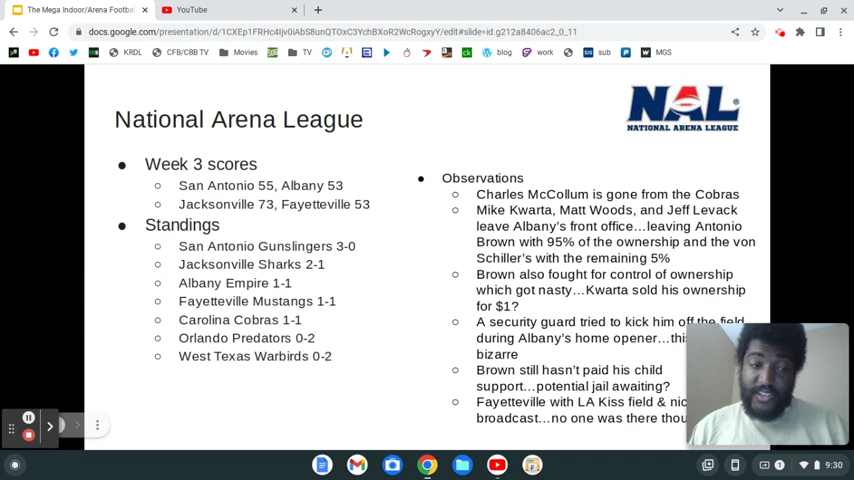 The Mega Indoor/Arena Footbal
YouTube
docs.google.com/presentation/d/1CXEp1FRHc4Ijv0iAbS8unQTOxC3YchBXoR2WcRogxyY/edit#slide=id.g212a8406ac2_0_11
KRDL
CFB/CBB TV
Movies
TV
blog
work
sub
MGS
National Arena League
NAL
NATIONAL ARENA LEAGUE
● Week 3 scores
○ San Antonio 55, Albany 53
○ Jacksonville 73, Fayetteville 53
● Standings
○ San Antonio Gunslingers 3-0
○ Jacksonville Sharks 2-1
○ Albany Empire 1-1
○ Fayetteville Mustangs 1-1
○ Carolina Cobras 1-1
○ Orlando Predators 0-2
○ West Texas Warbirds 0-2
● Observations
○ Charles McCollum is gone from the Cobras
○ Mike Kwarta, Matt Woods, and Jeff Levack
leave Albany's front office…leaving Antonio
Brown with 95% of the ownership and the von
Schiller's with the remaining 5%
○ Brown also fought for control of ownership
which got nasty…Kwarta sold his ownership
for $1?
○ A security guard tried to kick him off the field
during Albany's home opener…this
bizarre
○ Brown still hasn't paid his child
support…potential jail awaiting?
○ Fayetteville with LA Kiss field &
broadcast…no one was there
1
9:30